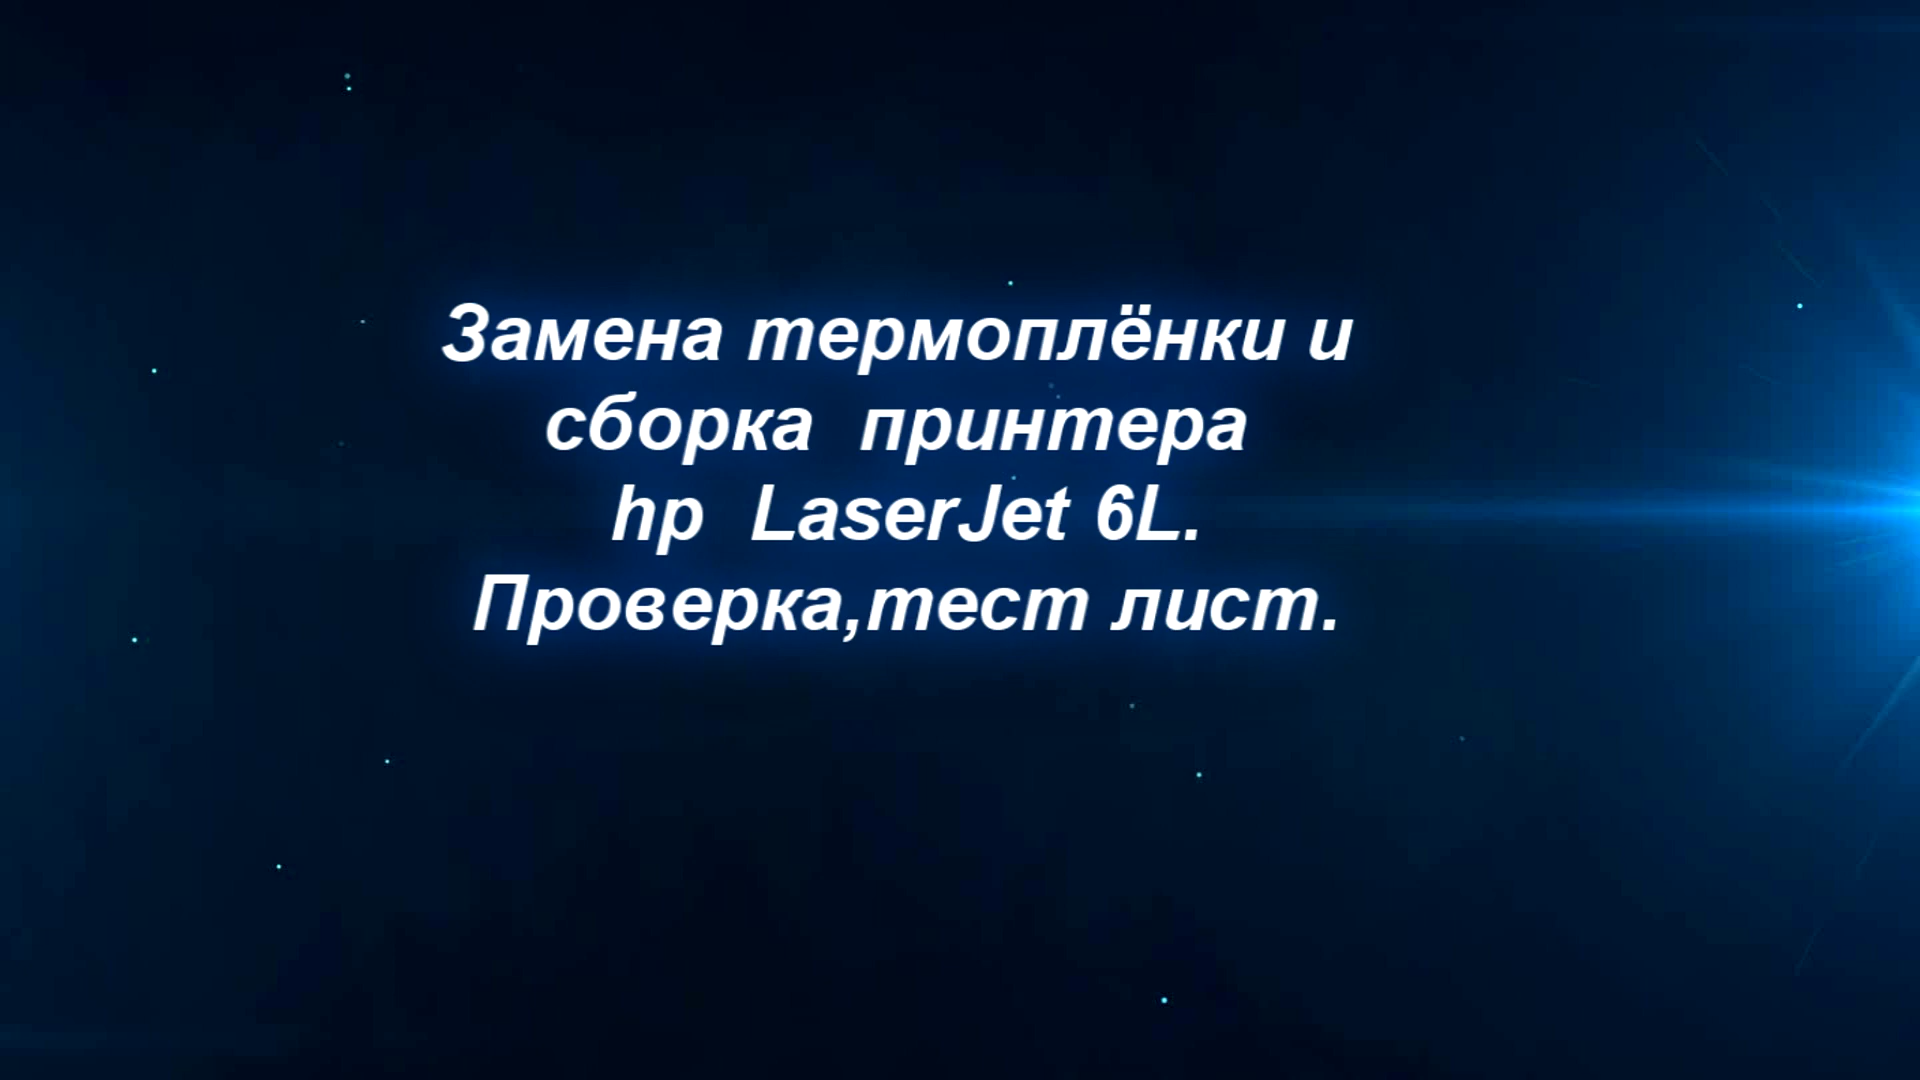 Замена термоплёнки и
сборка  принтера
hp  LaserJet 6L.
Проверка,тест лист.